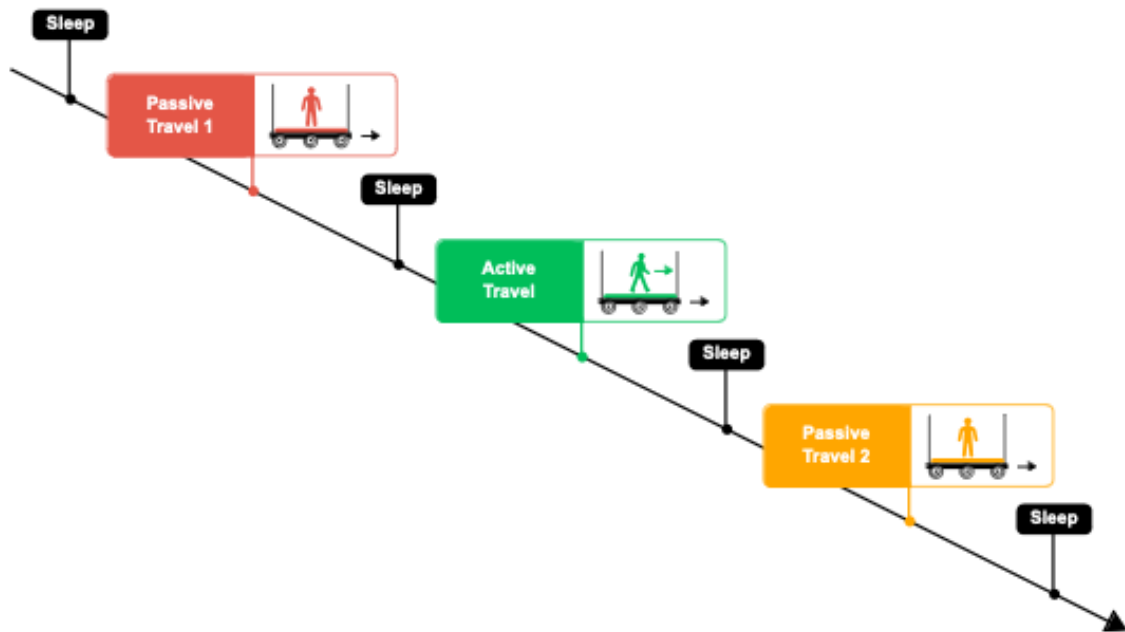 Sleep
Passive
Travel 1
Sleep
Active
Travel
Sleep
Passive
Travel 2
Sleep